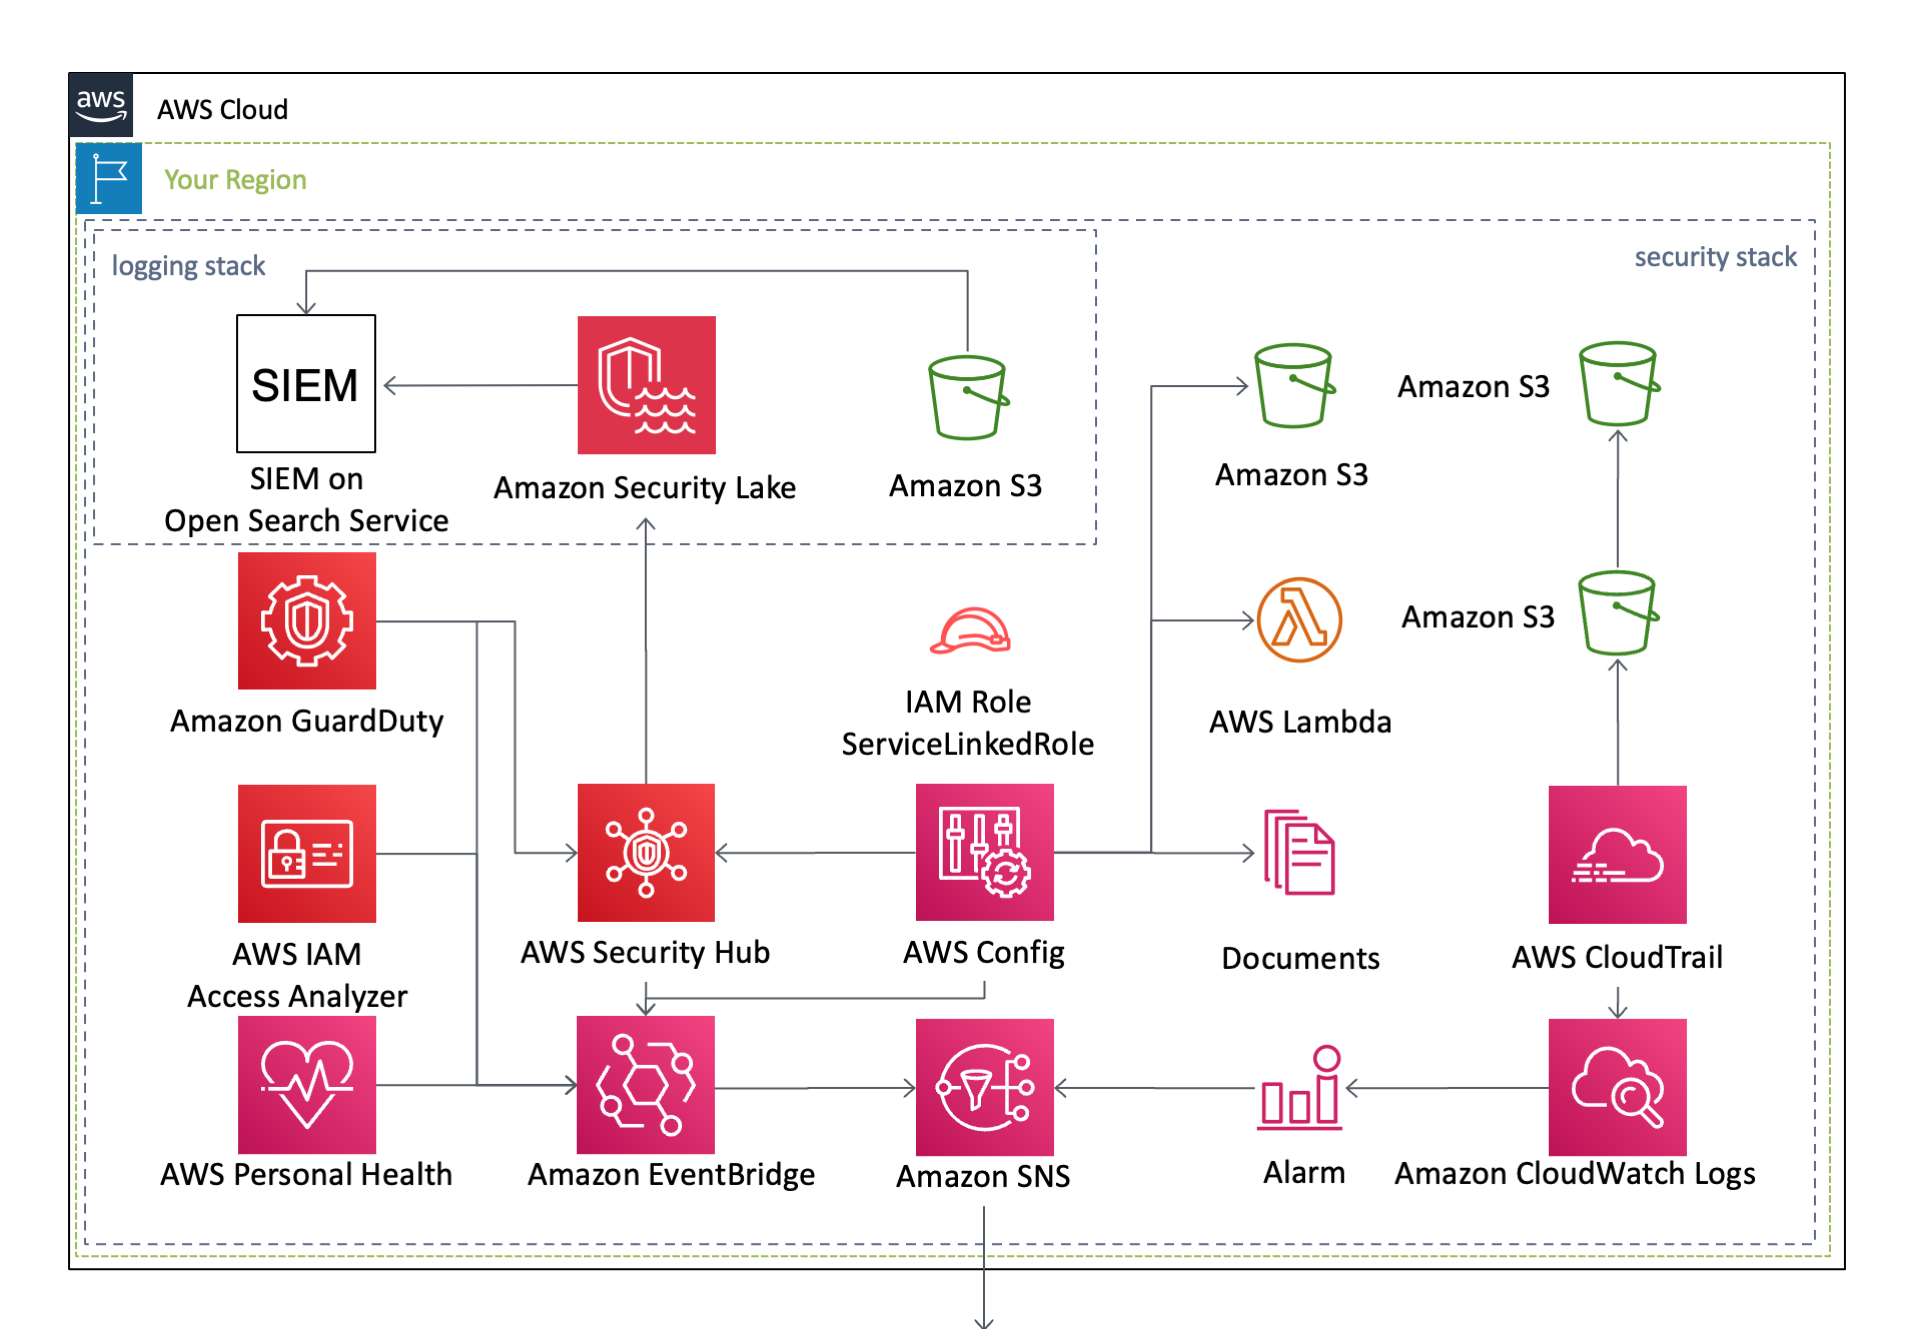 aws
AWS Cloud
Your Region
logging stack
security stack
SIEM
SIEM on
Open Search Service
Amazon Security Lake
Amazon S3
Amazon S3
Amazon S3
Amazon GuardDuty
IAM Role
ServiceLinkedRole
AWS Lambda
Amazon S3
AWS IAM
Access Analyzer
AWS Security Hub
AWS Config
Documents
AWS CloudTrail
AWS Personal Health
Amazon EventBridge
Amazon SNS
Alarm
Amazon CloudWatch Logs